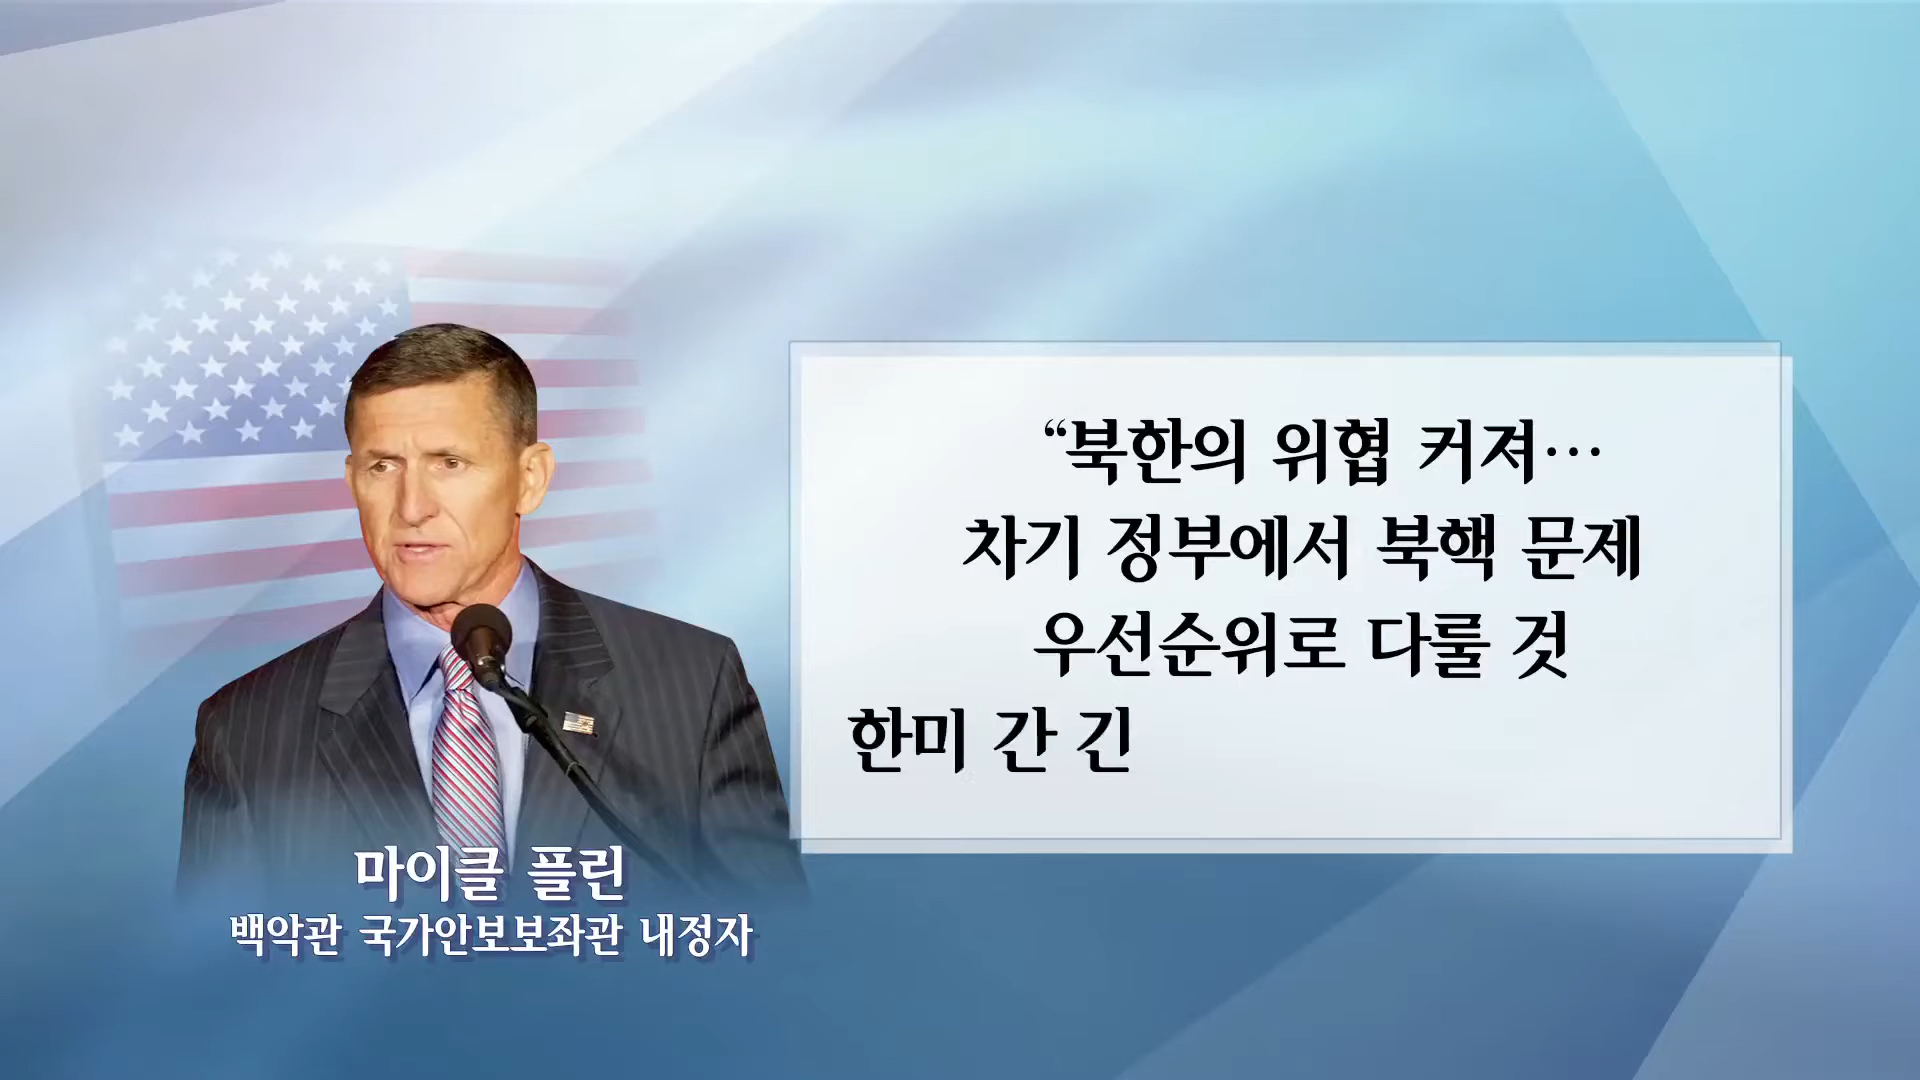 “북한의 위협 커져…
차기 정부에서 북핵 문제
우선순위로 다룰 것
한미 간 긴
마이클 플린
백악관 국가안보보좌관 내정자